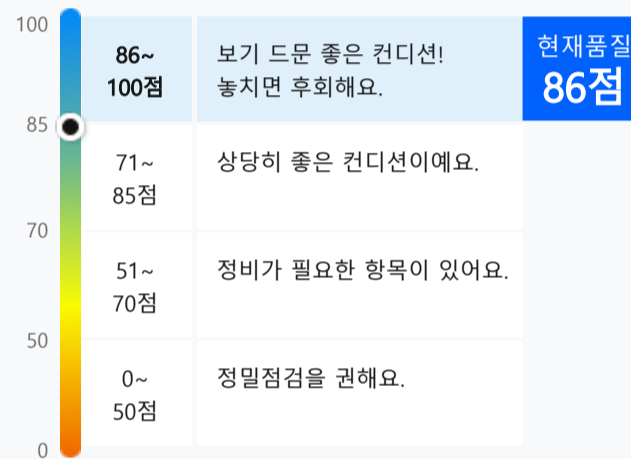 100
86~
100점
보기 드문 좋은 컨디션!
놓치면 후회해요.
현재품질
86점
85
71~
85점
상당히 좋은 컨디션이예요.
70
51~
70점
정비가 필요한 항목이 있어요.
50
0~
50점
정밀점검을 권해요.
0